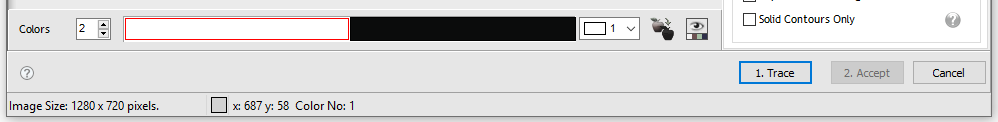 Colors 2 1
Solid Contours Only ?
? 1. Trace 2. Accept Cancel
Image Size: 1280 x 720 pixels. x: 687 y: 58 Color No: 1